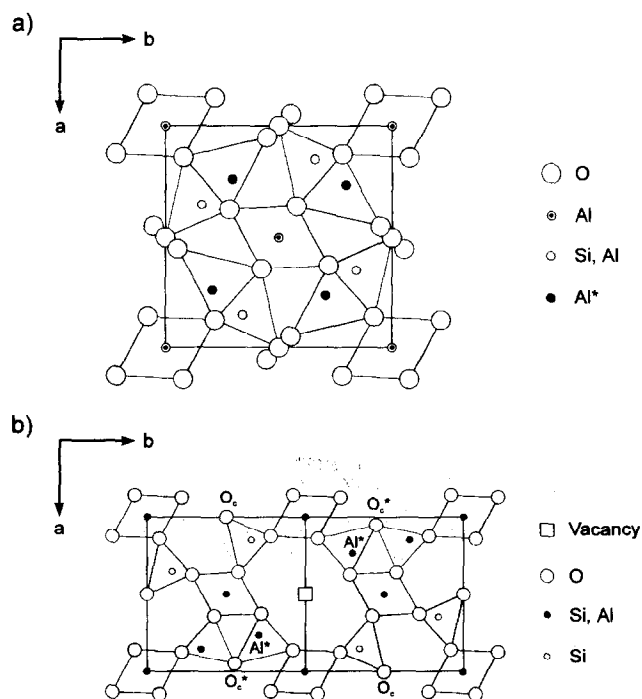 a)
b
a
O
Al
Si, Al
Al*
b)
b
a
O_c
O_c*
Al*
Vacancy
O
Si, Al
Si
Al*
O_c*
O_c